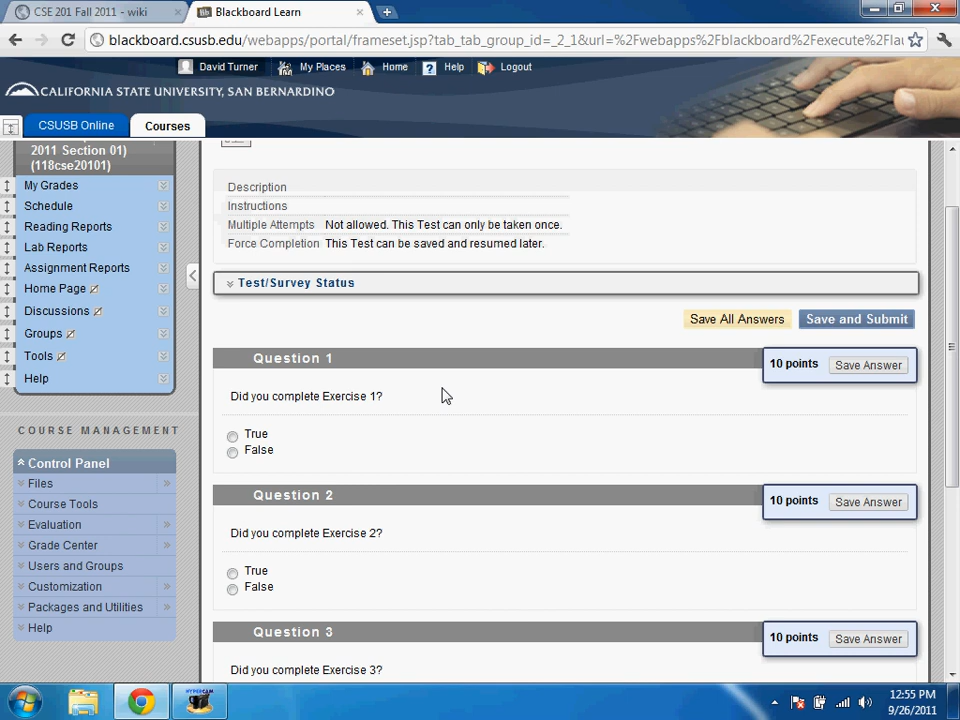 CSE 201 Fall 2011 - wiki
Bb Blackboard Learn
blackboard.csusb.edu/webapps/portal/frameset.jsp?tab_tab_group_id=_2_1&url=%2Fwebapps%2Fblackboard%2Fexecute%2Flau
David Turner My Places Home Help Logout
CALIFORNIA STATE UNIVERSITY, SAN BERNARDINO
CSUSB Online Courses
2011 Section 01)
(118cse20101)
My Grades
Schedule
Reading Reports
Lab Reports
Assignment Reports
Home Page
Discussions
Groups
Tools
Help
COURSE MANAGEMENT
Control Panel
Files
Course Tools
Evaluation
Grade Center
Users and Groups
Customization
Packages and Utilities
Help
Description
Instructions
Multiple Attempts Not allowed. This Test can only be taken once.
Force Completion This Test can be saved and resumed later.
Test/Survey Status
Save All Answers Save and Submit
Question 1 10 points Save Answer
Did you complete Exercise 1?
True
False
Question 2 10 points Save Answer
Did you complete Exercise 2?
True
False
Question 3 10 points Save Answer
Did you complete Exercise 3?
HYPERCAM
12:55 PM
9/26/2011